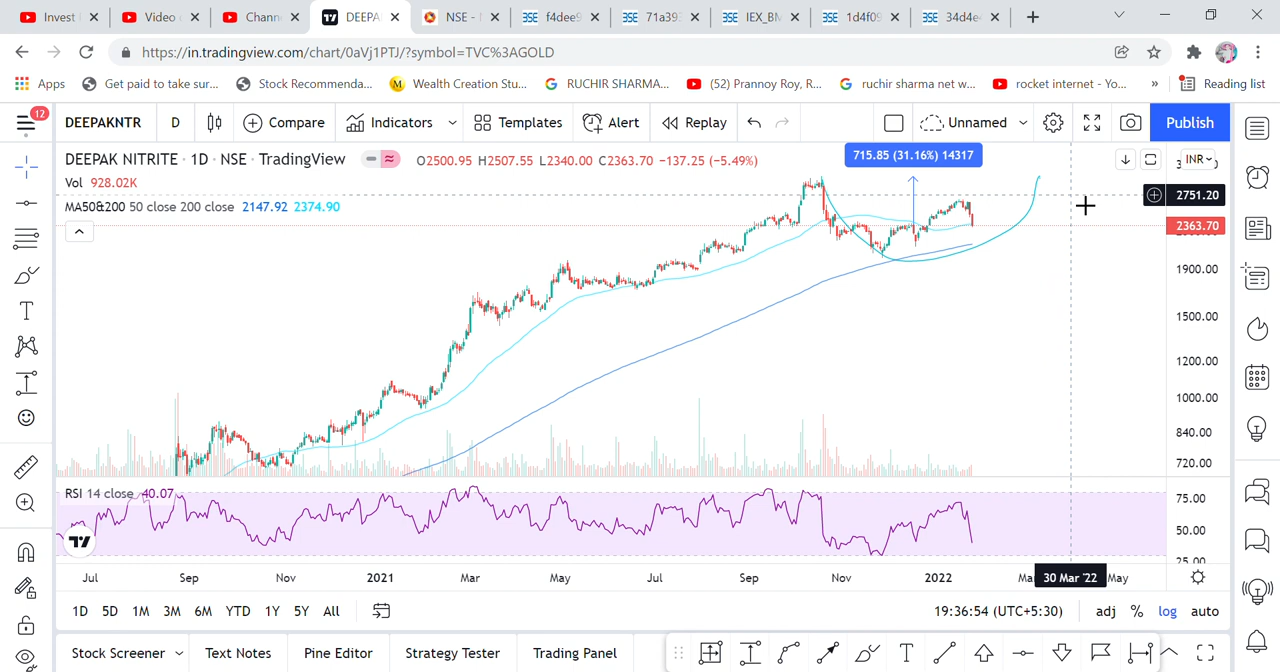 Invest
Video
Chann
DEEPA
NSE -
f4dee9
71a393
IEX_BM
1d4f09
34d4e
https://in.tradingview.com/chart/0aVj1PTJ/?symbol=TVC%3AGOLD
Apps
Get paid to take sur...
Stock Recommenda...
Wealth Creation Stu...
RUCHIR SHARMA...
(52) Prannoy Roy, R...
ruchir sharma net w...
rocket internet - Yo...
»
Reading list
12
DEEPAKNTR
D
Compare
Indicators
Templates
Alert
Replay
Unnamed
Publish
DEEPAK NITRITE · 1D · NSE · TradingView
O2500.95 H2507.55 L2340.00 C2363.70 −137.25 (−5.49%)
715.85 (31.16%) 14317
INR
Vol 928.02K
2751.20
MA50&200 50 close 200 close 2147.92 2374.90
2363.70
1900.00
1500.00
1200.00
1000.00
840.00
720.00
RSI 14 close 40.07
75.00
50.00
25.00
Jul
Sep
Nov
2021
Mar
May
Jul
Sep
Nov
2022
30 Mar '22
May
1D
5D
1M
3M
6M
YTD
1Y
5Y
All
19:36:54 (UTC+5:30)
adj
%
log
auto
Stock Screener
Text Notes
Pine Editor
Strategy Tester
Trading Panel